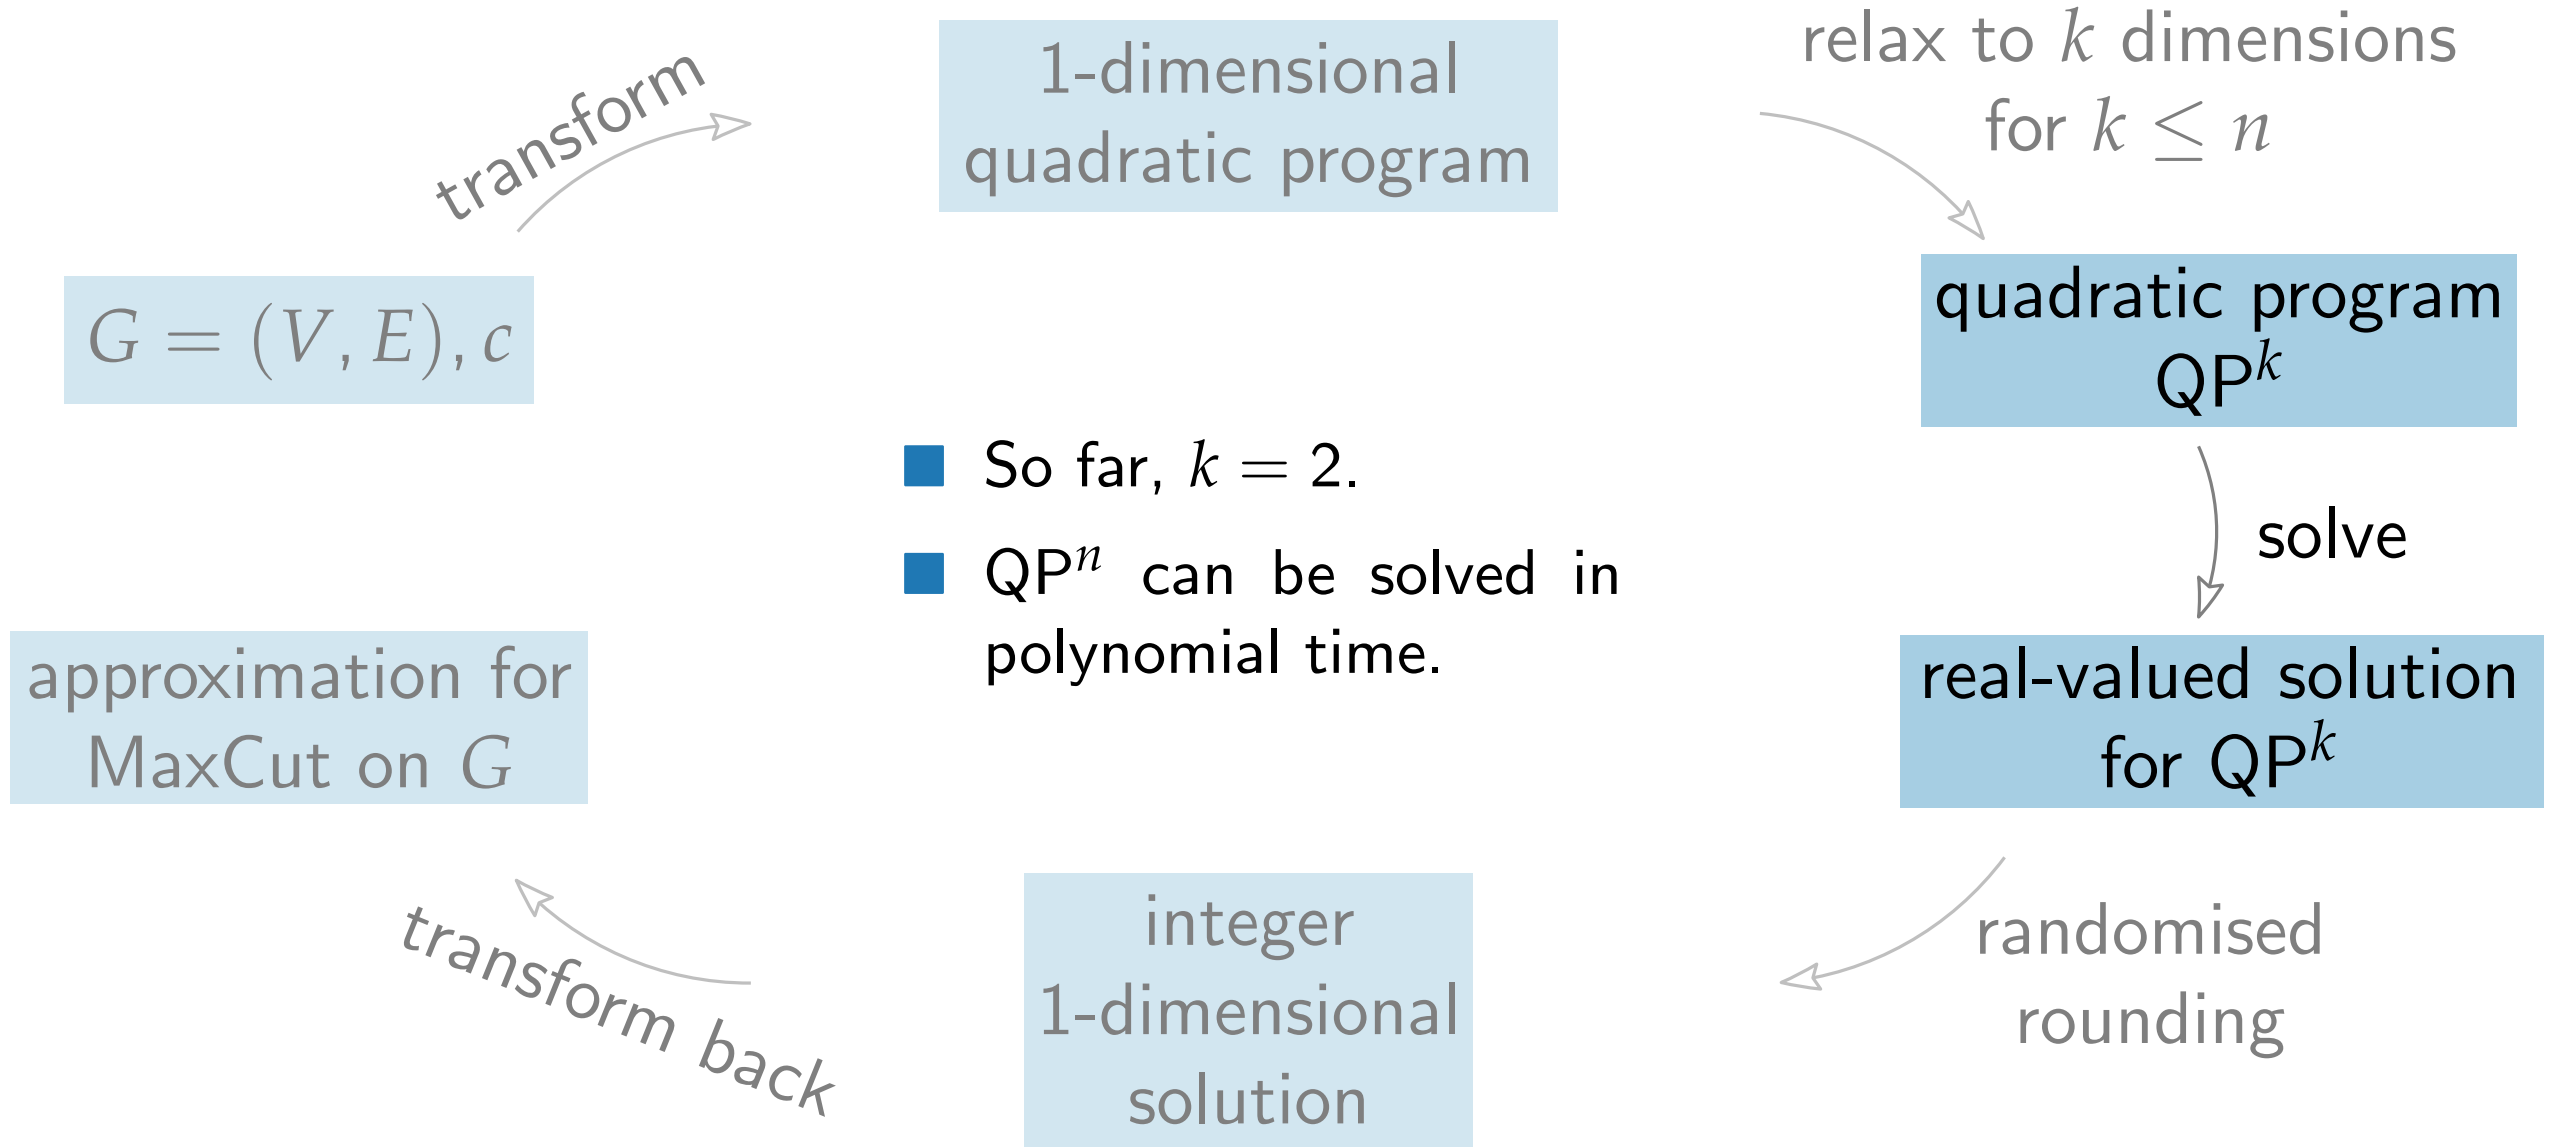 transform
1-dimensional
quadratic program
relax to k dimensions
for k ≤ n
G = (V, E), c
quadratic program
QP^k
So far, k = 2.
QP^n can be solved in
polynomial time.
solve
approximation for
MaxCut on G
real-valued solution
for QP^k
transform back
integer
1-dimensional
solution
randomised
rounding